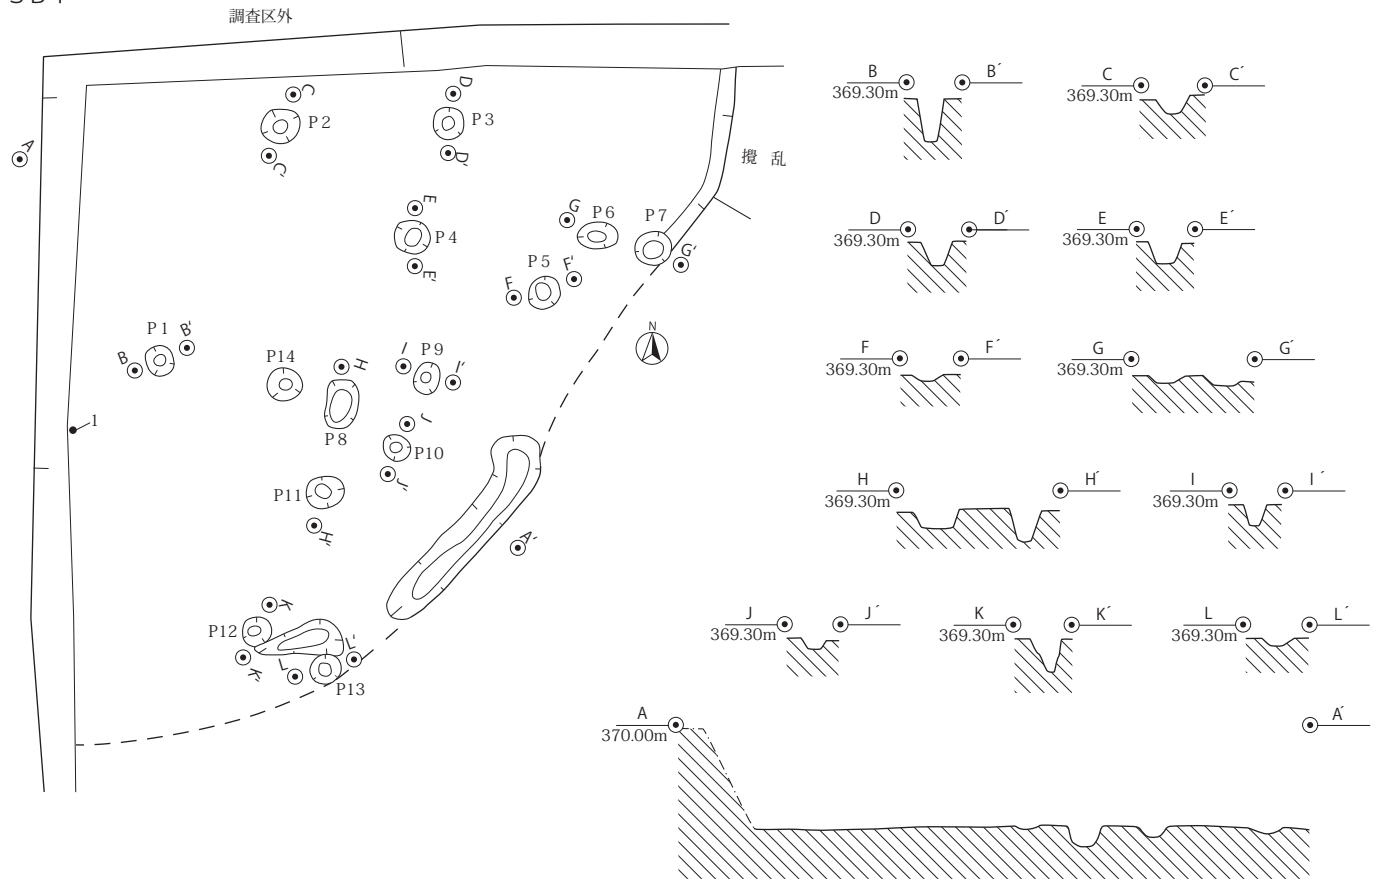 調査区外
C
P2
C'
D
P3
D'
A
攪乱
E
P4
E'
G
P6
P7
G'
P5
F'
F
N
P1
B'
B
P14
H
I
P9
I'
P8
J
P10
J'
1
P11
H'
A'
K
P12
K'
L
L'
P13
B B´
369.30m
C C´
369.30m
D D´
369.30m
E E´
369.30m
F F´
369.30m
G G´
369.30m
H H´
369.30m
I I´
369.30m
J J´
369.30m
K K´
369.30m
L L´
369.30m
A A´
370.00m